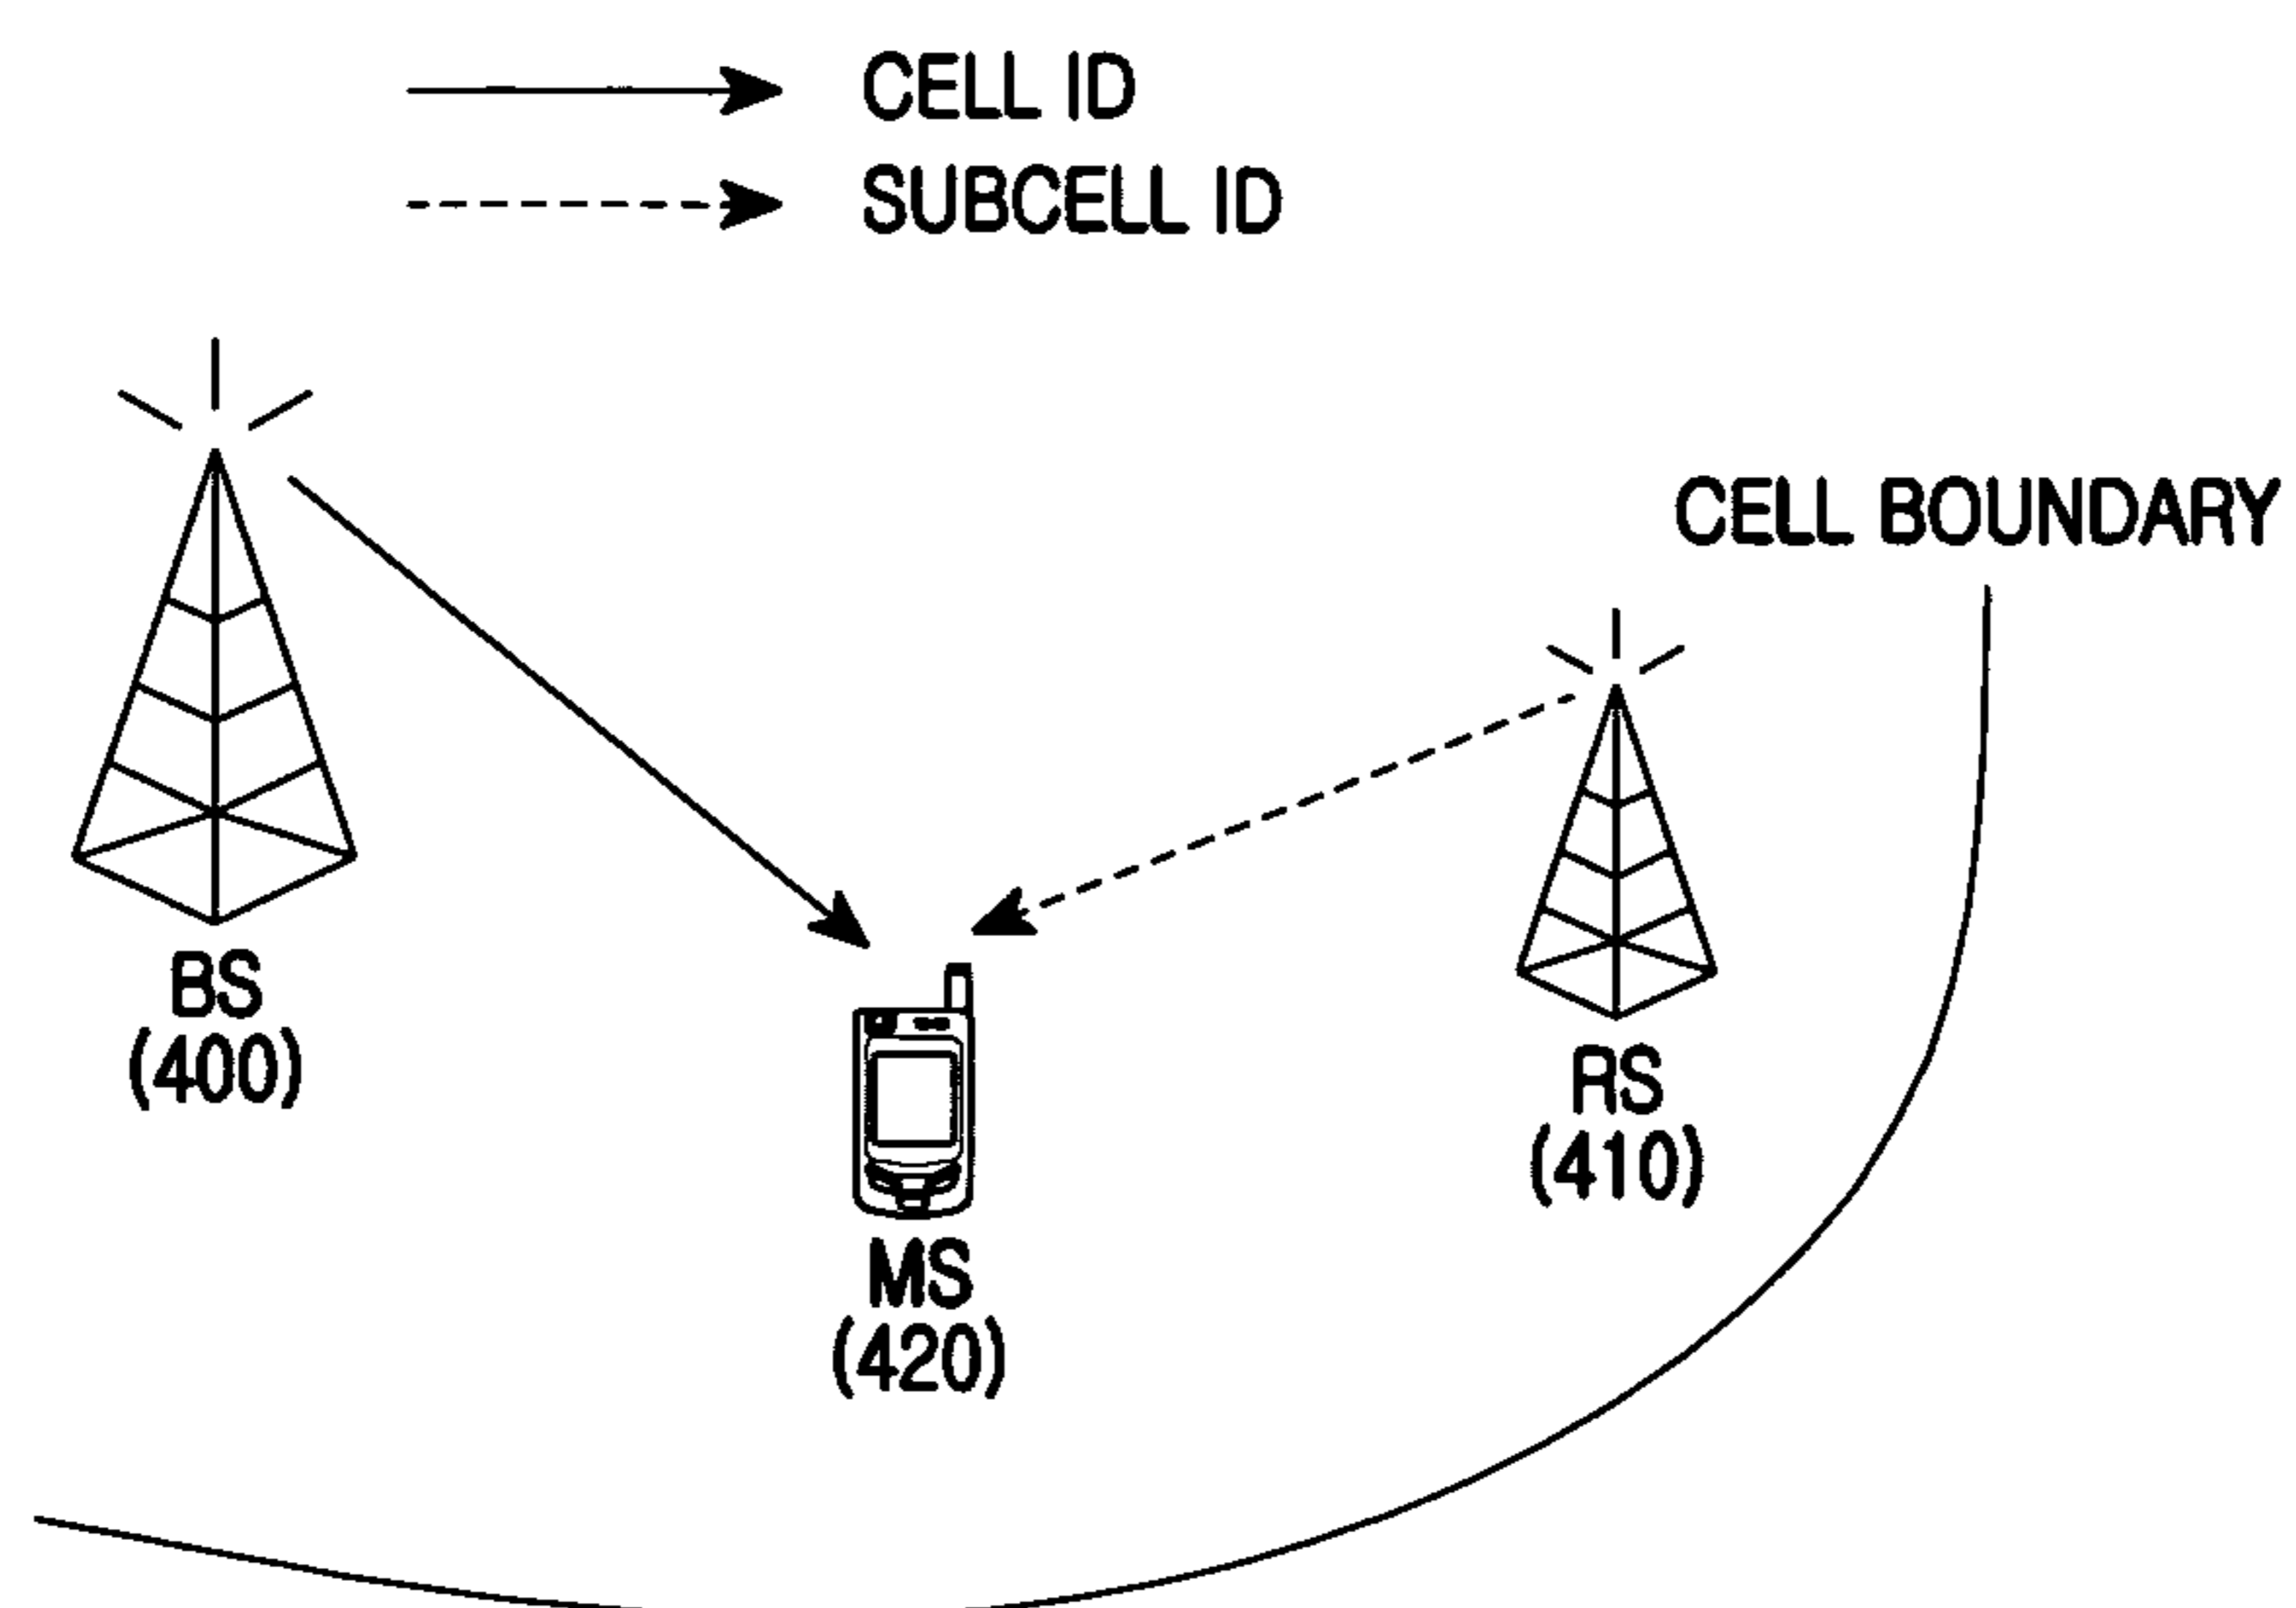 CELL ID
SUBCELL ID
CELL BOUNDARY
BS
(400)
RS
(410)
MS
(420)